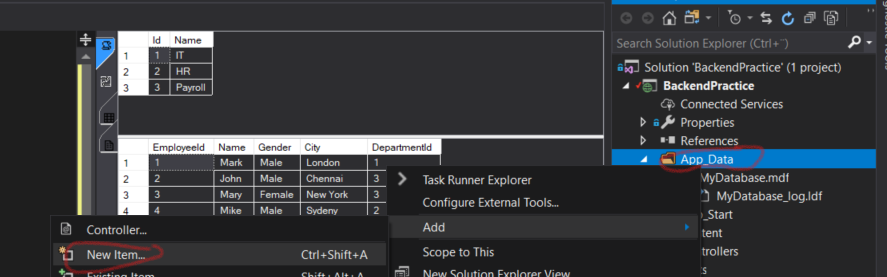 Search Solution Explorer (Ctrl+¨)
Id Name
1 1 IT
2 2 HR
3 3 Payroll
Solution 'BackendPractice' (1 project)
BackendPractice
Connected Services
Properties
References
App_Data
MyDatabase.mdf
MyDatabase_log.ldf
EmployeeId Name Gender City DepartmentId
1 1 Mark Male London 1
2 2 John Male Chennai 3
3 3 Mary Female New York 3
4 4 Mike Male Sydeny 2
Task Runner Explorer
Configure External Tools...
Add
Scope to This
New Solution Explorer View
Controller...
New Item... Ctrl+Shift+A
Existing Item... Shift+Alt+A